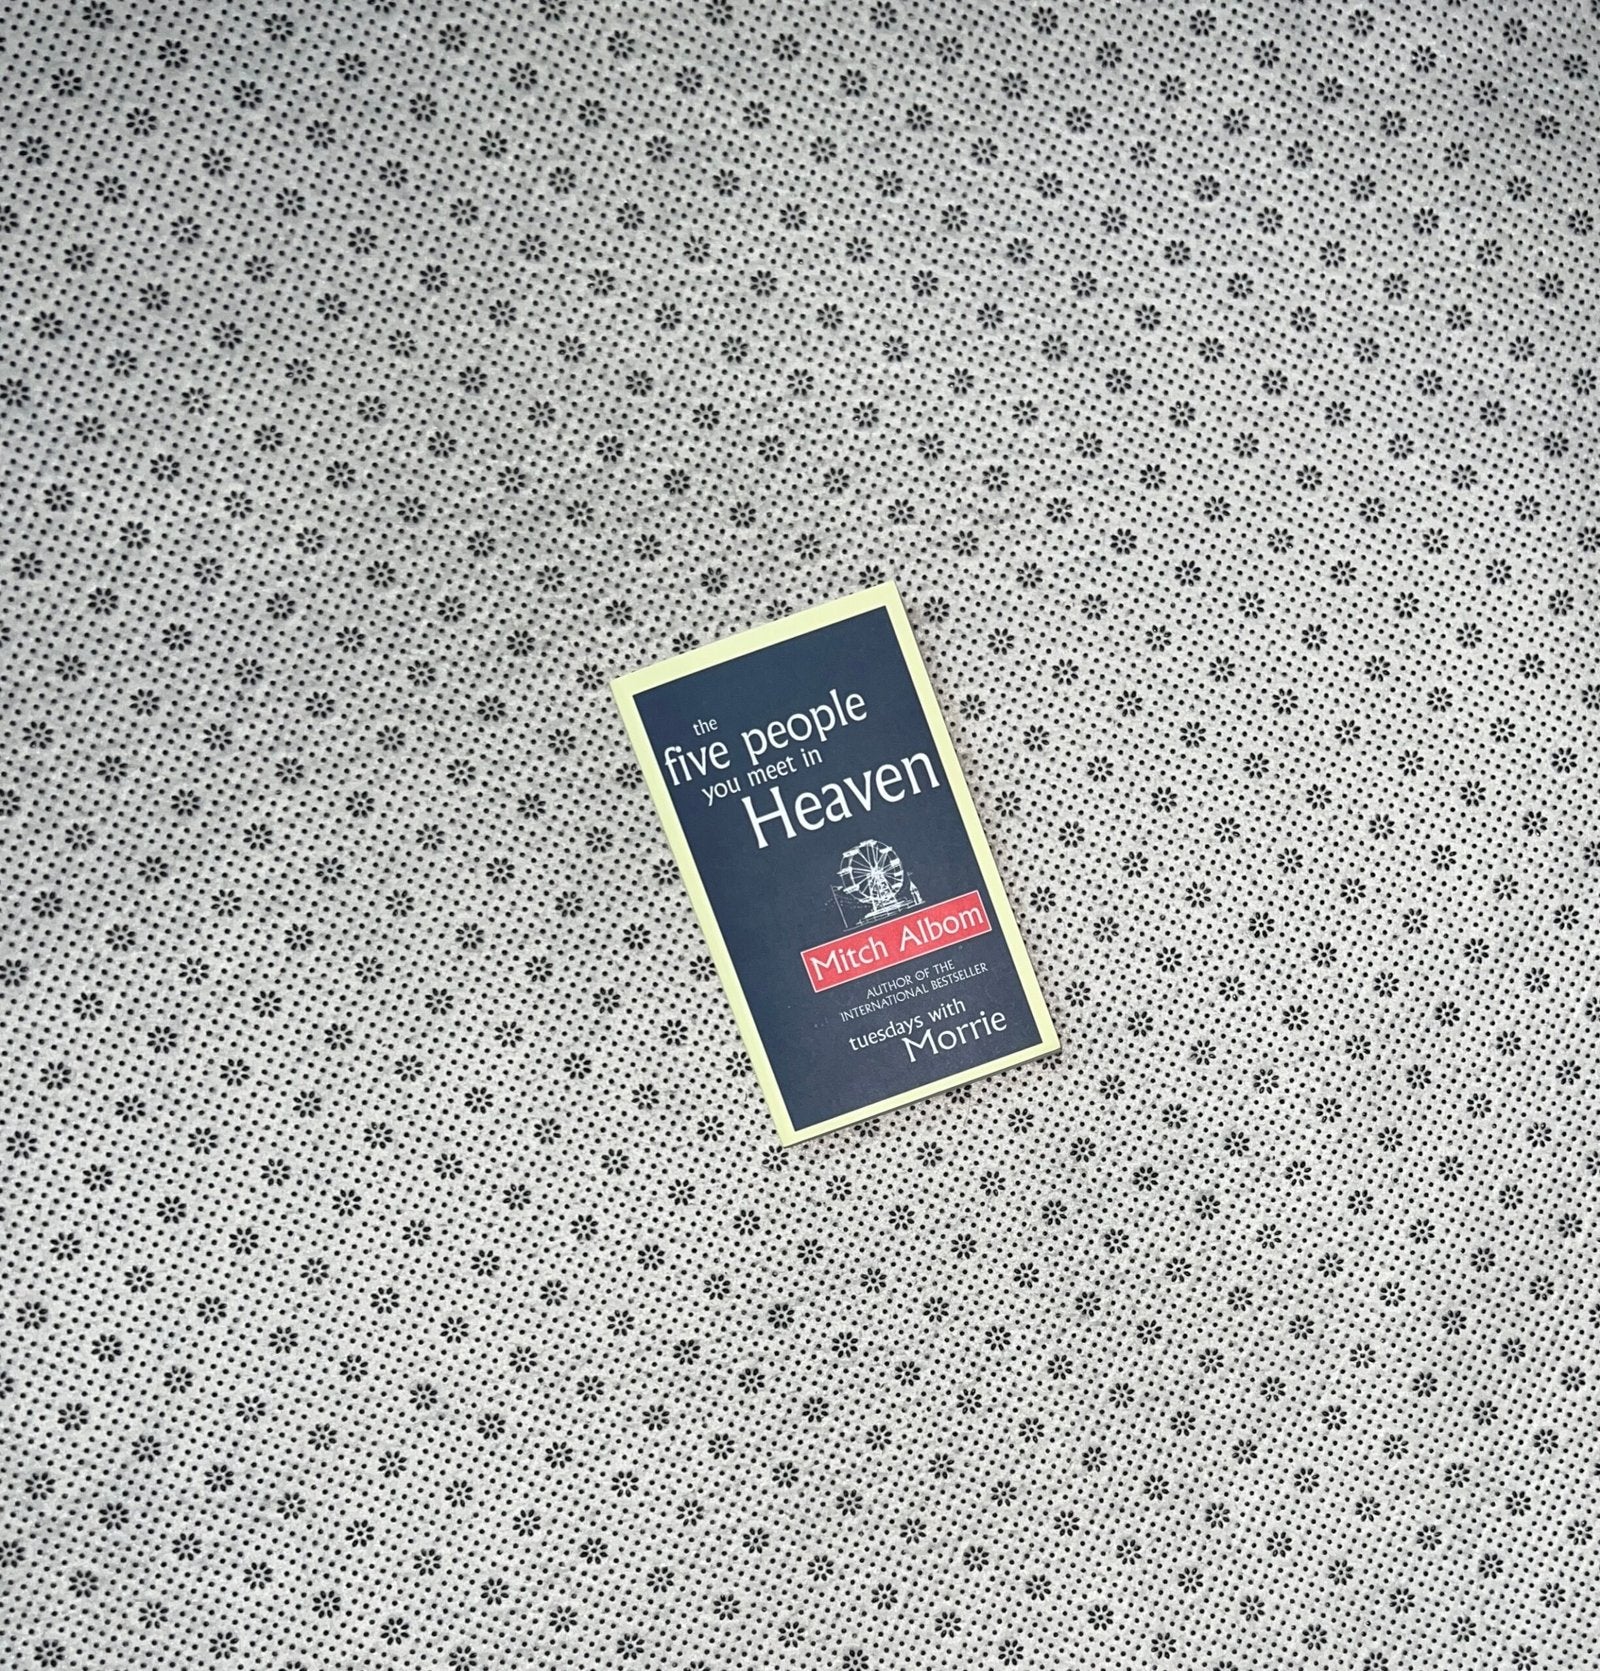 the
five people
you meet in
Heaven
Mitch Albom
AUTHOR OF THE
INTERNATIONAL BESTSELLER
tuesdays with
Morrie